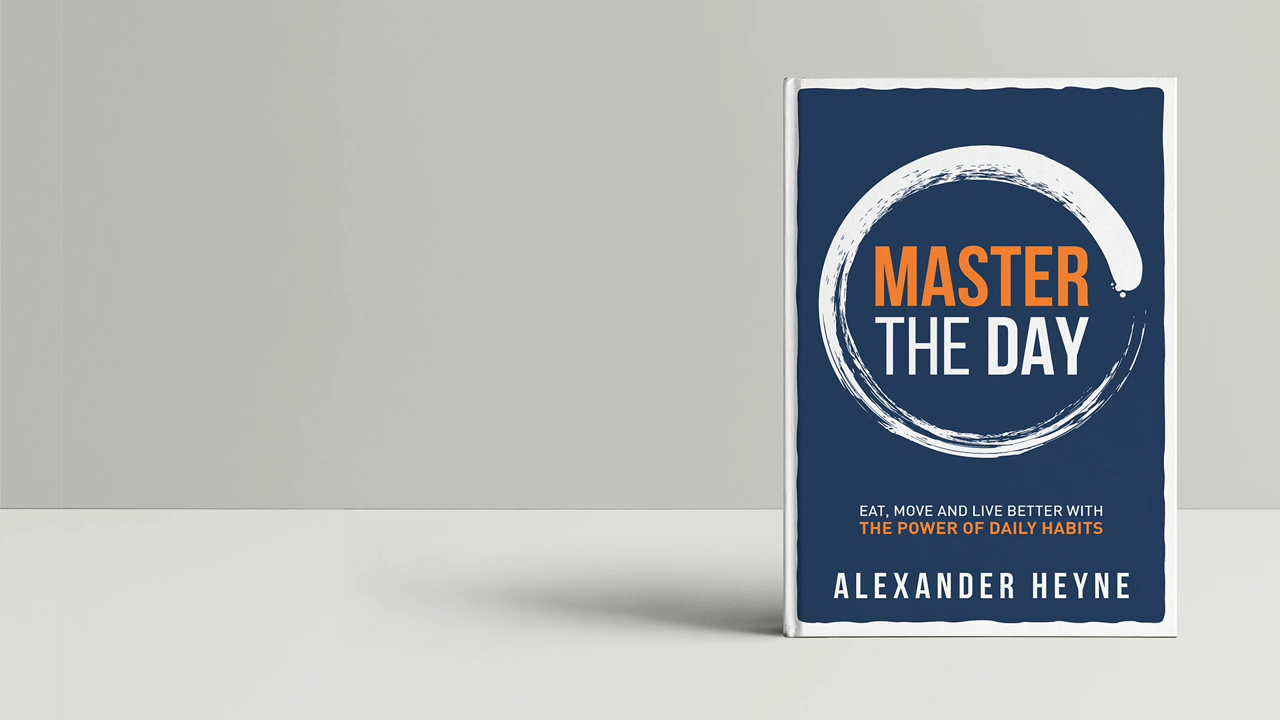 MASTER
THE DAY
EAT, MOVE AND LIVE BETTER WITH
THE POWER OF DAILY HABITS
ALEXANDER HEYNE